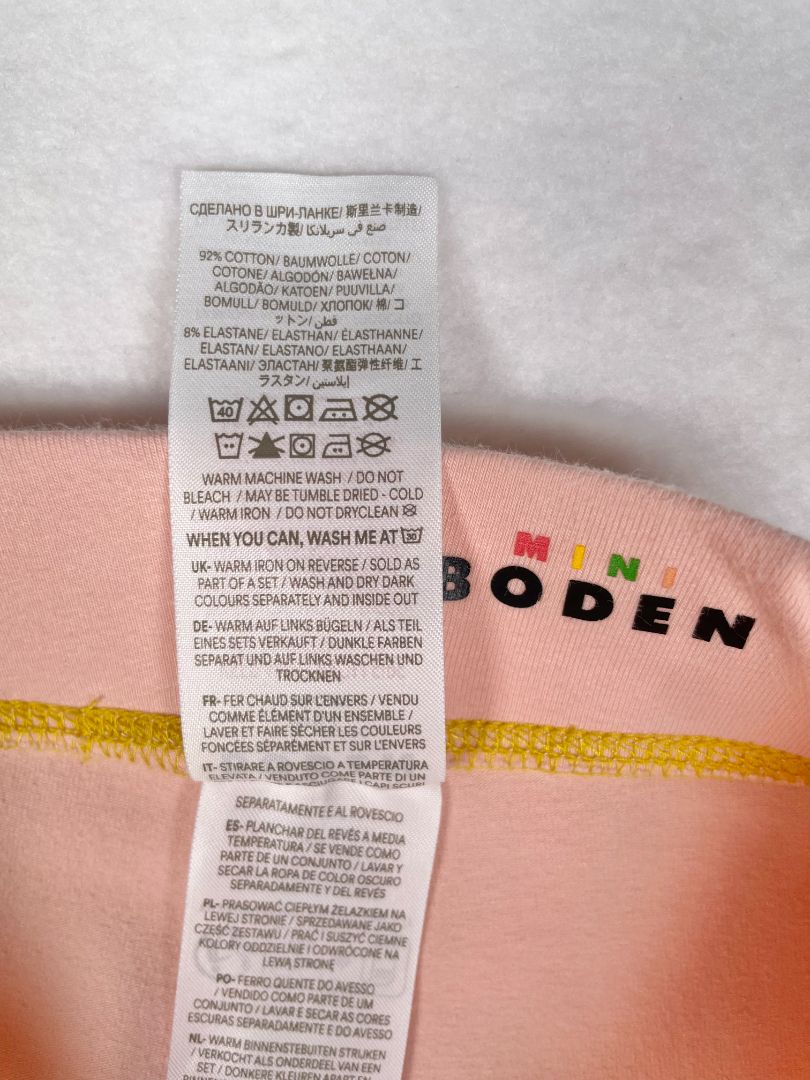 СДЕЛАНО В ШРИ-ЛАНКЕ/ 斯里兰卡制造/
スリランカ製/ صنع في سريلانكا
92% COTTON/ BAUMWOLLE/ COTON/
COTONE/ ALGODÓN/ BAWEŁNA/
ALGODÃO/ KATOEN/ PUUVILLA/
BOMULL/ BOMULD/ ХЛОПОК/ 棉/ コ
ットン/ قطن
8% ELASTANE/ ELASTHAN/ ÉLASTHANNE/
ELASTAN/ ELASTANO/ ELASTHAAN/
ELASTAANI/ ЭЛАСТАН/ 聚氨酯弹性纤维/ エ
ラスタン/ إيلاستين
40
WARM MACHINE WASH / DO NOT
BLEACH / MAY BE TUMBLE DRIED - COLD
/ WARM IRON / DO NOT DRYCLEAN
WHEN YOU CAN, WASH ME AT 30
UK- WARM IRON ON REVERSE / SOLD AS
PART OF A SET / WASH AND DRY DARK
COLOURS SEPARATELY AND INSIDE OUT
DE- WARM AUF LINKS BÜGELN / ALS TEIL
EINES SETS VERKAUFT / DUNKLE FARBEN
SEPARAT UND AUF LINKS WASCHEN UND
TROCKNEN
FR- FER CHAUD SUR L'ENVERS / VENDU
COMME ÉLÉMENT D'UN ENSEMBLE /
LAVER ET FAIRE SÉCHER LES COULEURS
FONCÉES SÉPARÉMENT ET SUR L'ENVERS
IT- STIRARE A ROVESCIO A TEMPERATURA
ELEVATA / VENDUTO COME PARTE DI UN
SEPARATAMENTE E AL ROVESCIO
ES- PLANCHAR DEL REVÉS A MEDIA
TEMPERATURA / SE VENDE COMO
PARTE DE UN CONJUNTO / LAVAR Y
SECAR LA ROPA DE COLOR OSCURO
SEPARADAMENTE Y DEL REVÉS
PL- PRASOWAĆ CIEPŁYM ŻELAZKIEM NA
LEWEJ STRONIE / SPRZEDAWANE JAKO
CZĘŚĆ ZESTAWU / PRAĆ I SUSZYĆ CIEMNE
KOLORY ODDZIELNIE I ODWRÓCONE NA
LEWĄ STRONĘ
PO- FERRO QUENTE DO AVESSO
/ VENDIDO COMO PARTE DE UM
CONJUNTO / LAVAR E SECAR AS CORES
ESCURAS SEPARADAMENTE E DO AVESSO
NL- WARM BINNENSTEBUITEN STRIJKEN
/ VERKOCHT ALS ONDERDEEL VAN EEN
SET / DONKERE KLEUREN APART EN
MINI
BODEN